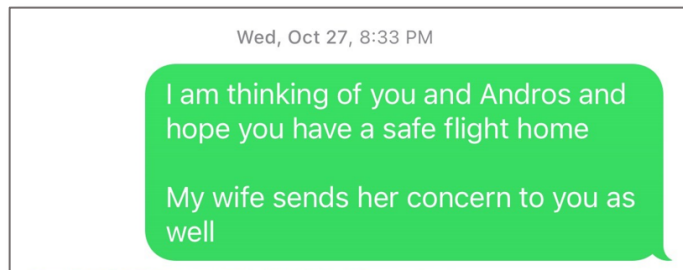 Wed, Oct 27, 8:33 PM
I am thinking of you and Andros and
hope you have a safe flight home
My wife sends her concern to you as
well